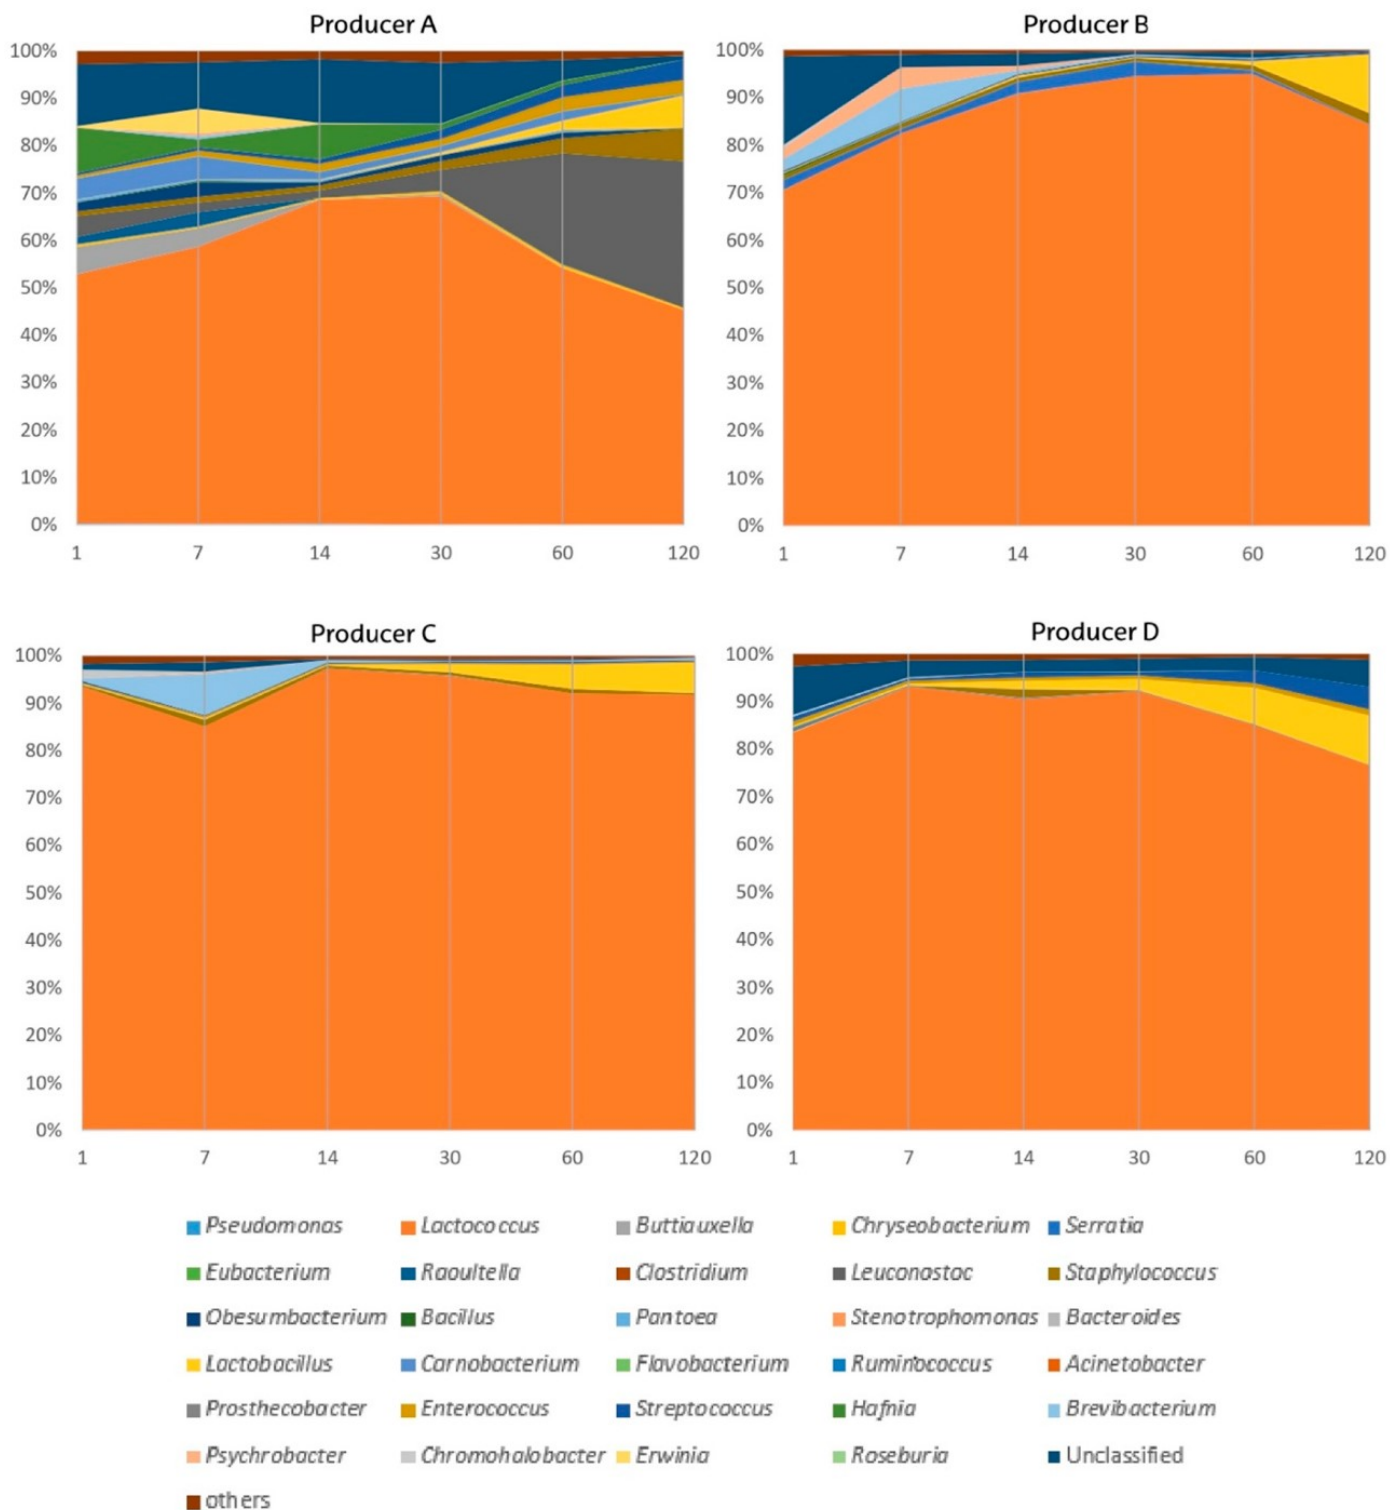 Producer A
100%
90%
80%
70%
60%
50%
40%
30%
20%
10%
0%
1 7 14 30 60 120
Producer B
100%
90%
80%
70%
60%
50%
40%
30%
20%
10%
0%
1 7 14 30 60 120
Producer C
100%
90%
80%
70%
60%
50%
40%
30%
20%
10%
0%
1 7 14 30 60 120
Producer D
100%
90%
80%
70%
60%
50%
40%
30%
20%
10%
0%
1 7 14 30 60 120
Pseudomonas Lactococcus Buttiauxella Chryseobacterium Serratia
Eubacterium Raoultella Clostridium Leuconostoc Staphylococcus
Obesumbacterium Bacillus Pantoea Stenotrophomonas Bacteroides
Lactobacillus Carnobacterium Flavobacterium Ruminococcus Acinetobacter
Prosthecobacter Enterococcus Streptococcus Hafnia Brevibacterium
Psychrobacter Chromohalobacter Erwinia Roseburia Unclassified
others